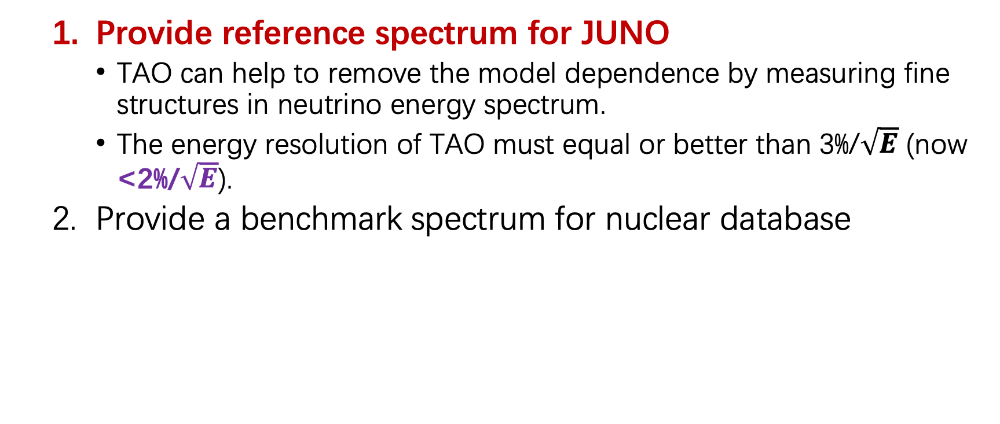 1. Provide reference spectrum for JUNO
• TAO can help to remove the model dependence by measuring fine
structures in neutrino energy spectrum.
• The energy resolution of TAO must equal or better than 3%/√E (now
<2%/√E).
2. Provide a benchmark spectrum for nuclear database